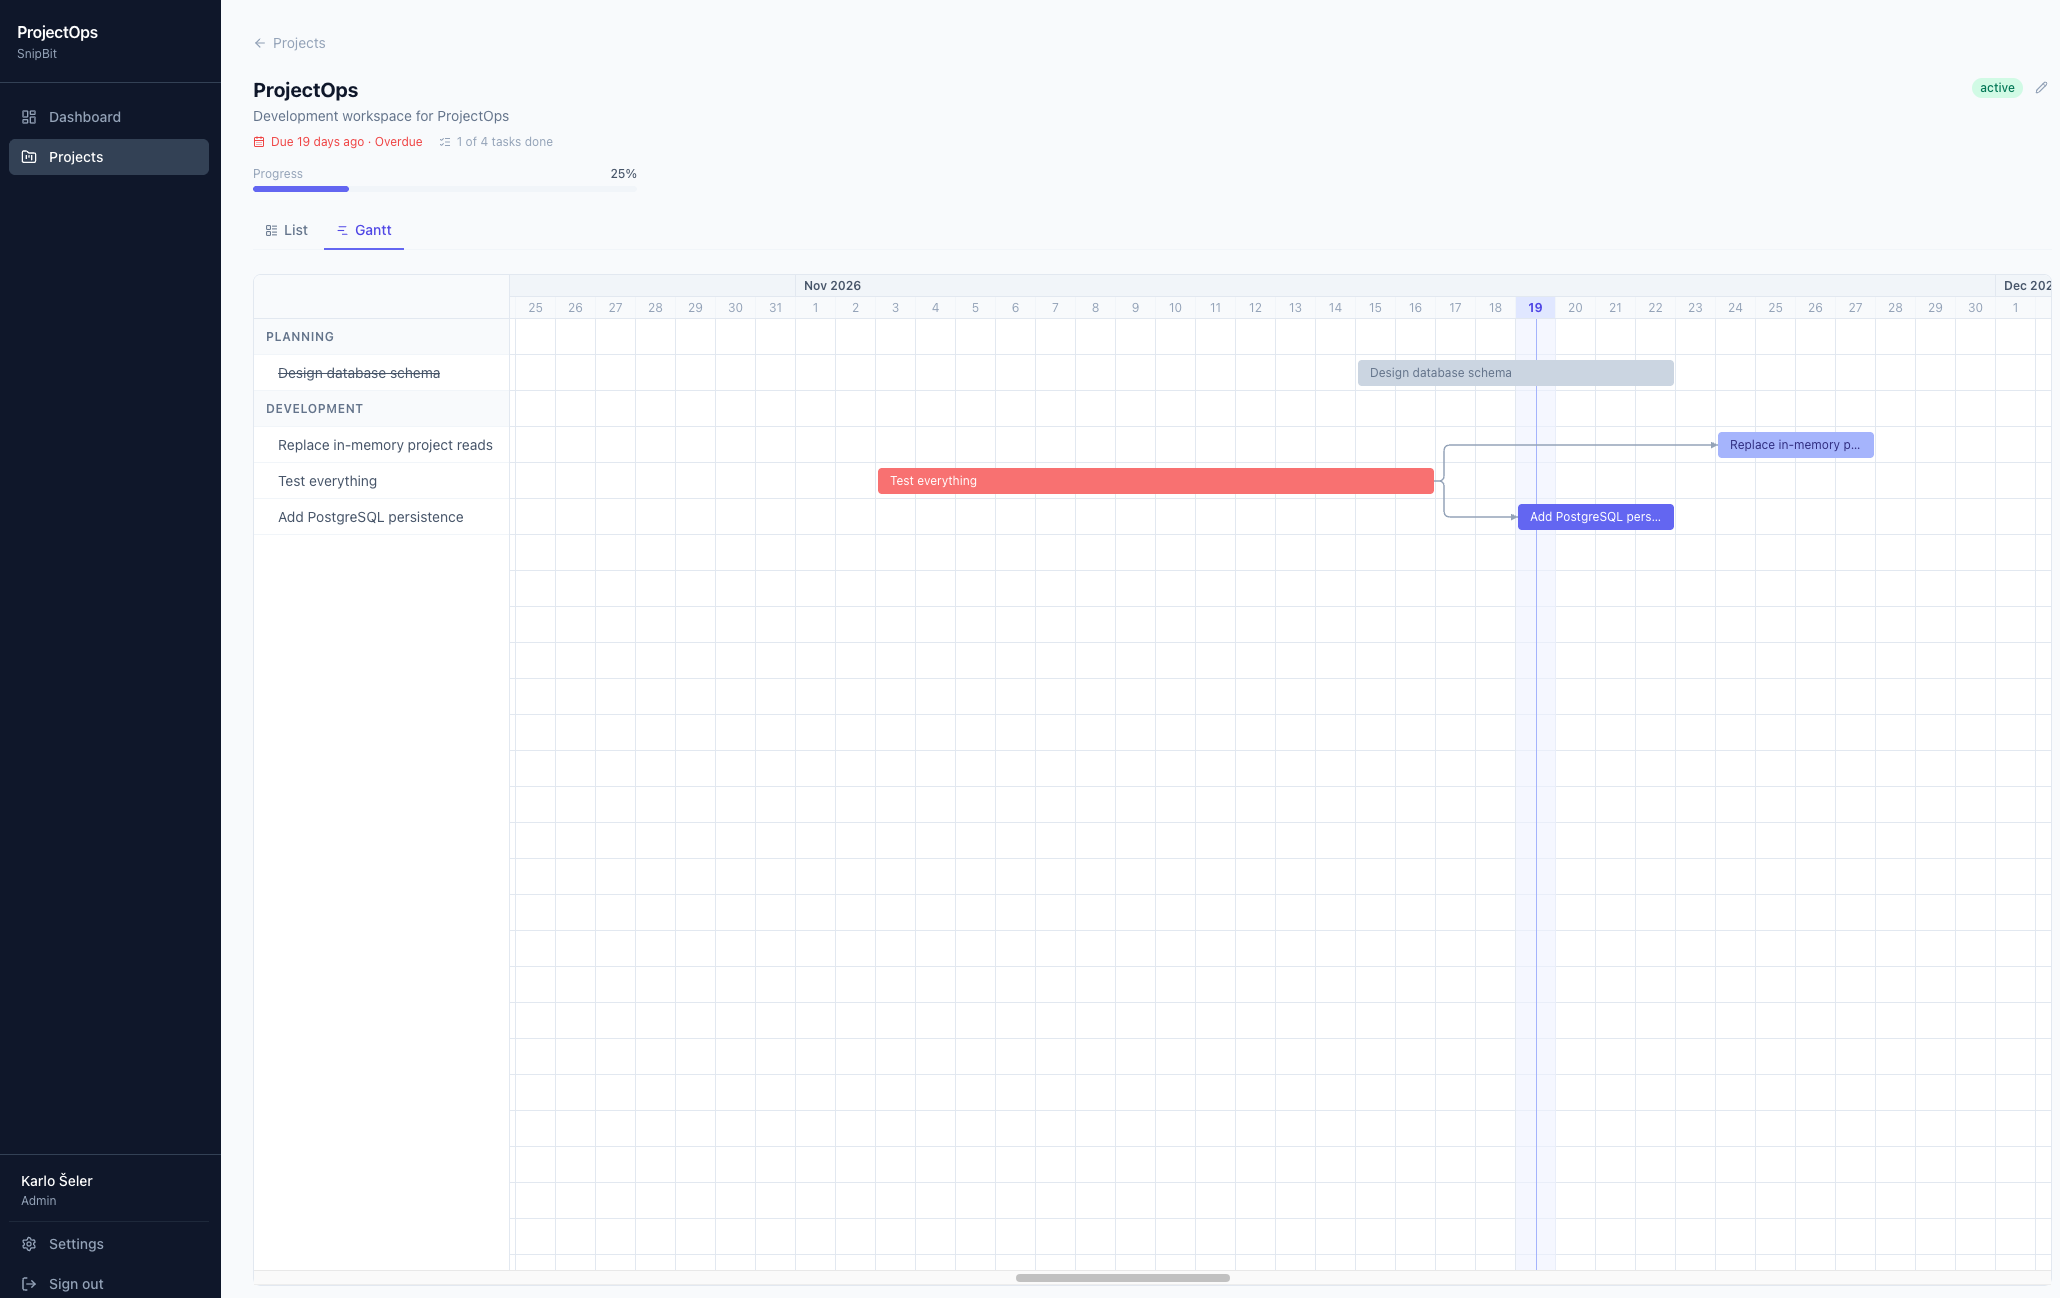 ProjectOps
SnipBit
Dashboard
Projects
Karlo Šeler
Admin
Settings
Sign out
Projects
ProjectOps
active
Development workspace for ProjectOps
Due 19 days ago · Overdue
1 of 4 tasks done
Progress 25%
List Gantt
Nov 2026 Dec 202
25 26 27 28 29 30 31 1 2 3 4 5 6 7 8 9 10 11 12 13 14 15 16 17 18 19 20 21 22 23 24 25 26 27 28 29 30 1
PLANNING
Design database schema Design database schema
DEVELOPMENT
Replace in-memory project reads Replace in-memory p...
Test everything Test everything
Add PostgreSQL persistence Add PostgreSQL pers...